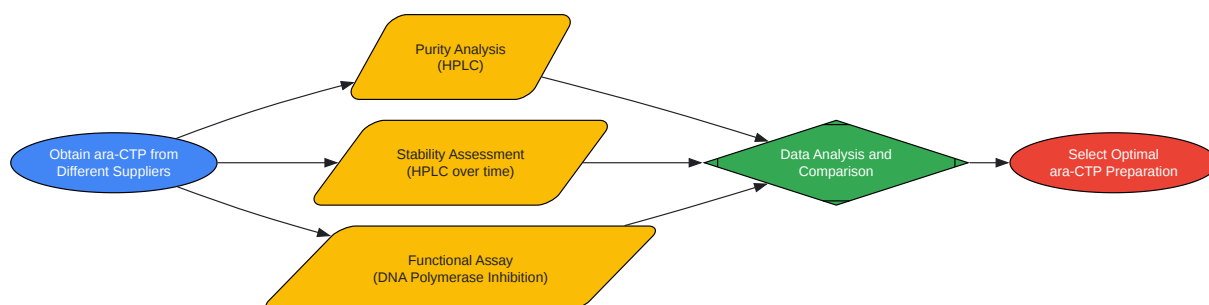 Obtain ara-CTP from
Different Suppliers
Purity Analysis
(HPLC)
Stability Assessment
(HPLC over time)
Functional Assay
(DNA Polymerase Inhibition)
Data Analysis and
Comparison
Select Optimal
ara-CTP Preparation